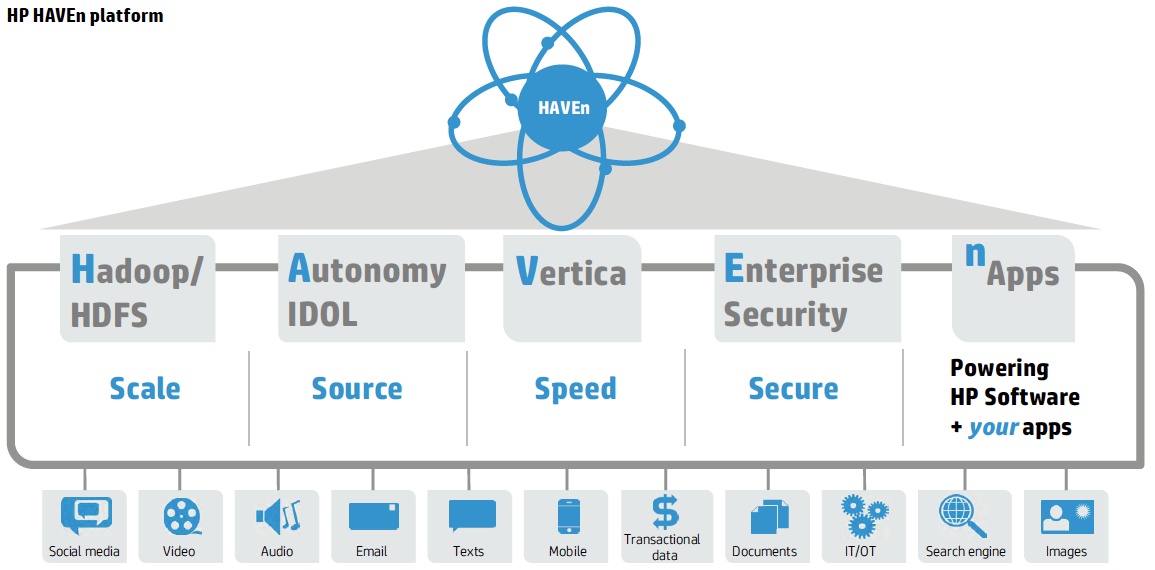 HP HAVEn platform
HAVEn
Hadoop/
HDFS
Autonomy
IDOL
Vertica
Enterprise
Security
nApps
Scale
Source
Speed
Secure
Powering
HP Software
+ your apps
Social media
Video
Audio
Email
Texts
Mobile
Transactional
data
Documents
IT/OT
Search engine
Images